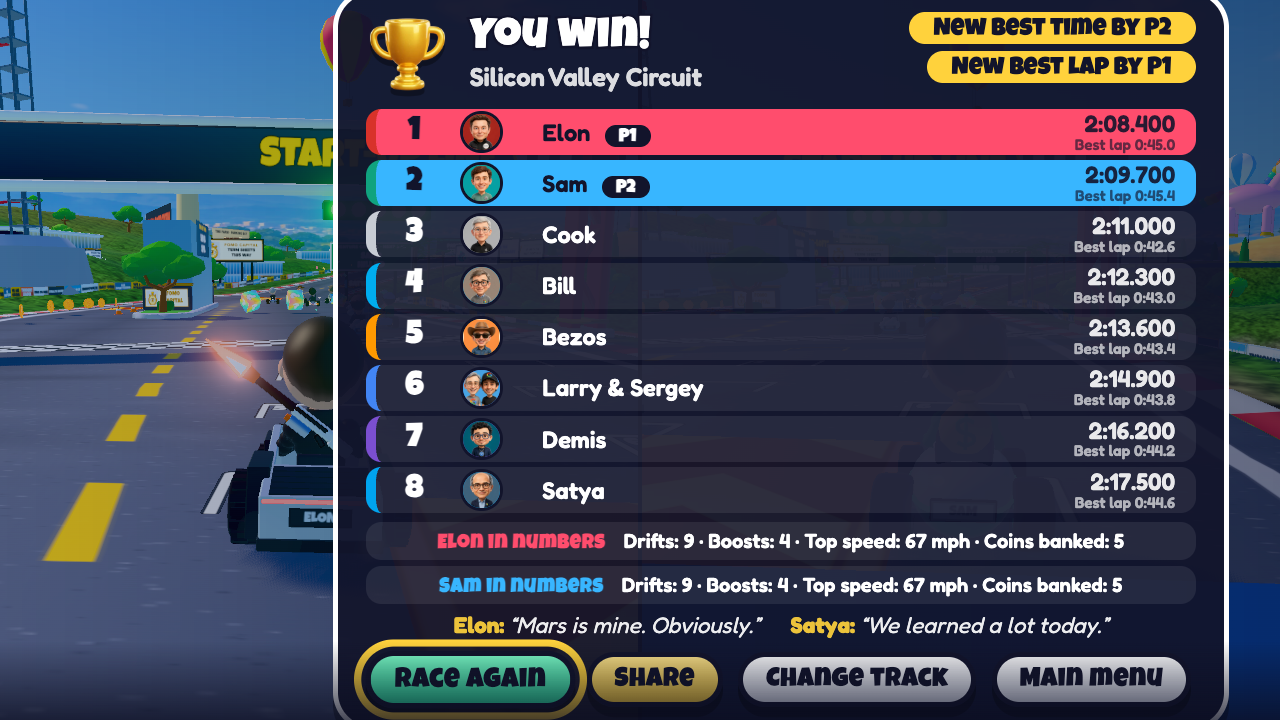 YOU WIN!
Silicon Valley Circuit
NEW BEST TIME BY P2
NEW BEST LAP BY P1
1 Elon P1 2:08.400
Best lap 0:45.0
2 Sam P2 2:09.700
Best lap 0:45.4
3 Cook 2:11.000
Best lap 0:42.6
4 Bill 2:12.300
Best lap 0:43.0
5 Bezos 2:13.600
Best lap 0:43.4
6 Larry & Sergey 2:14.900
Best lap 0:43.8
7 Demis 2:16.200
Best lap 0:44.2
8 Satya 2:17.500
Best lap 0:44.6
ELON IN NUMBERS Drifts: 9 · Boosts: 4 · Top speed: 67 mph · Coins banked: 5
SAM IN NUMBERS Drifts: 9 · Boosts: 4 · Top speed: 67 mph · Coins banked: 5
Elon: “Mars is mine. Obviously.” Satya: “We learned a lot today.”
RACE AGAIN SHARE CHANGE TRACK MAIN MENU
STAR
ELON